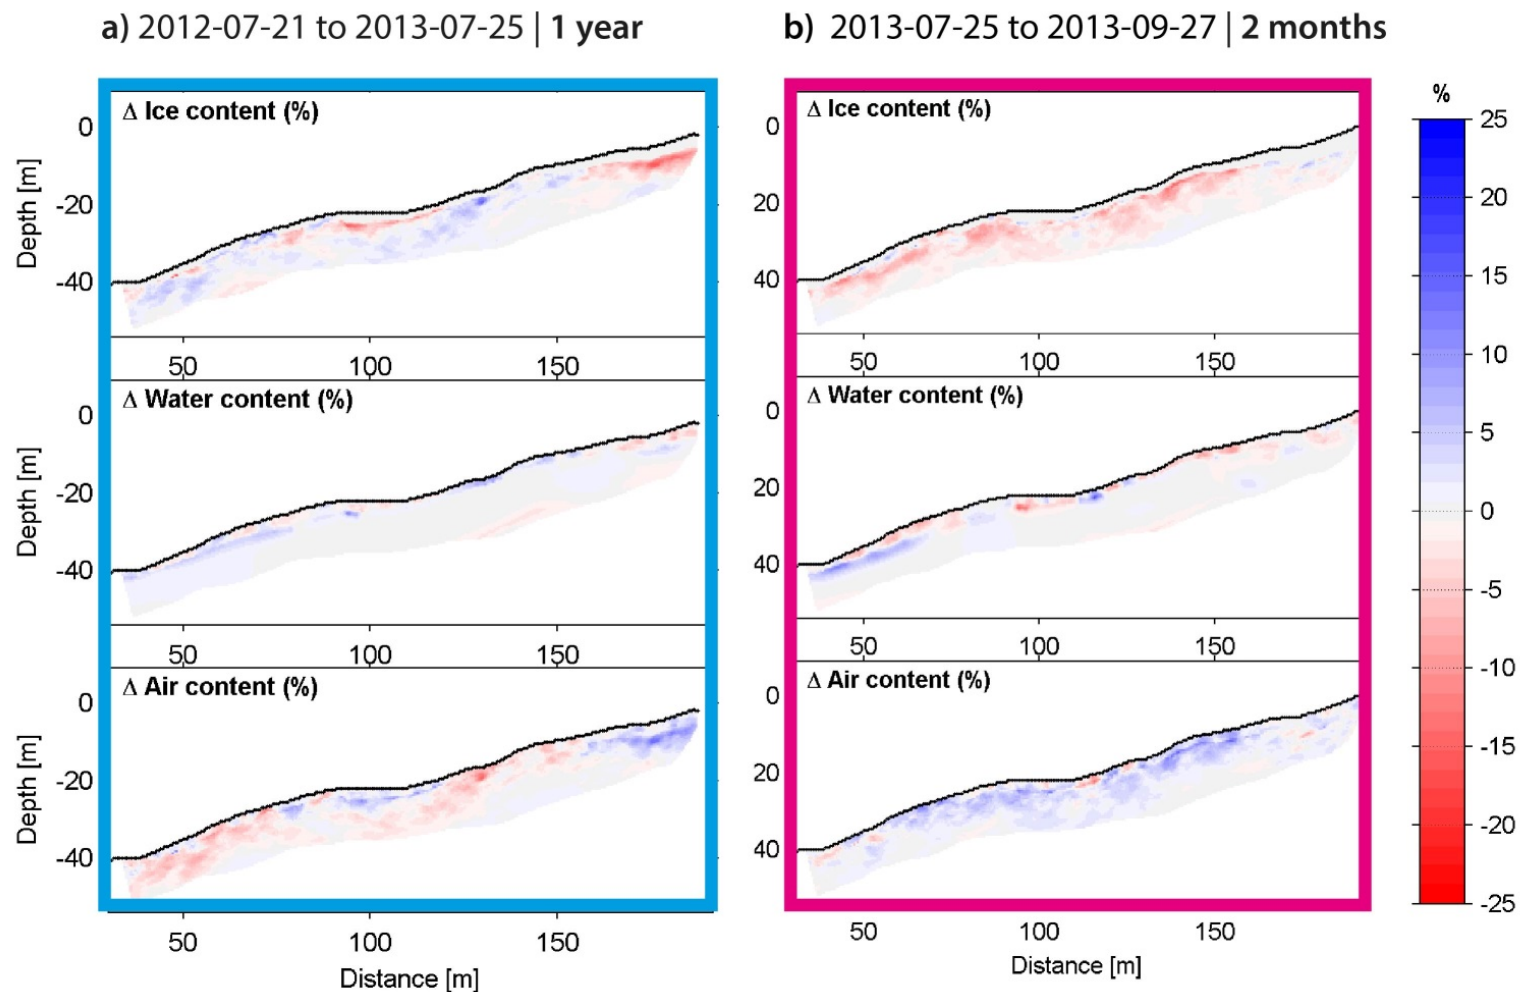 a) 2012-07-21 to 2013-07-25 | 1 year
b) 2013-07-25 to 2013-09-27 | 2 months
Δ Ice content (%)
0
-20
-40
Depth [m]
50 100 150
Δ Water content (%)
0
-20
-40
Depth [m]
50 100 150
Δ Air content (%)
0
-20
-40
Depth [m]
50 100 150
Distance [m]
Δ Ice content (%)
0
20
40
50 100 150
Δ Water content (%)
0
20
40
50 100 150
Δ Air content (%)
0
20
40
50 100 150
Distance [m]
%
25
20
15
10
5
0
-5
-10
-15
-20
-25